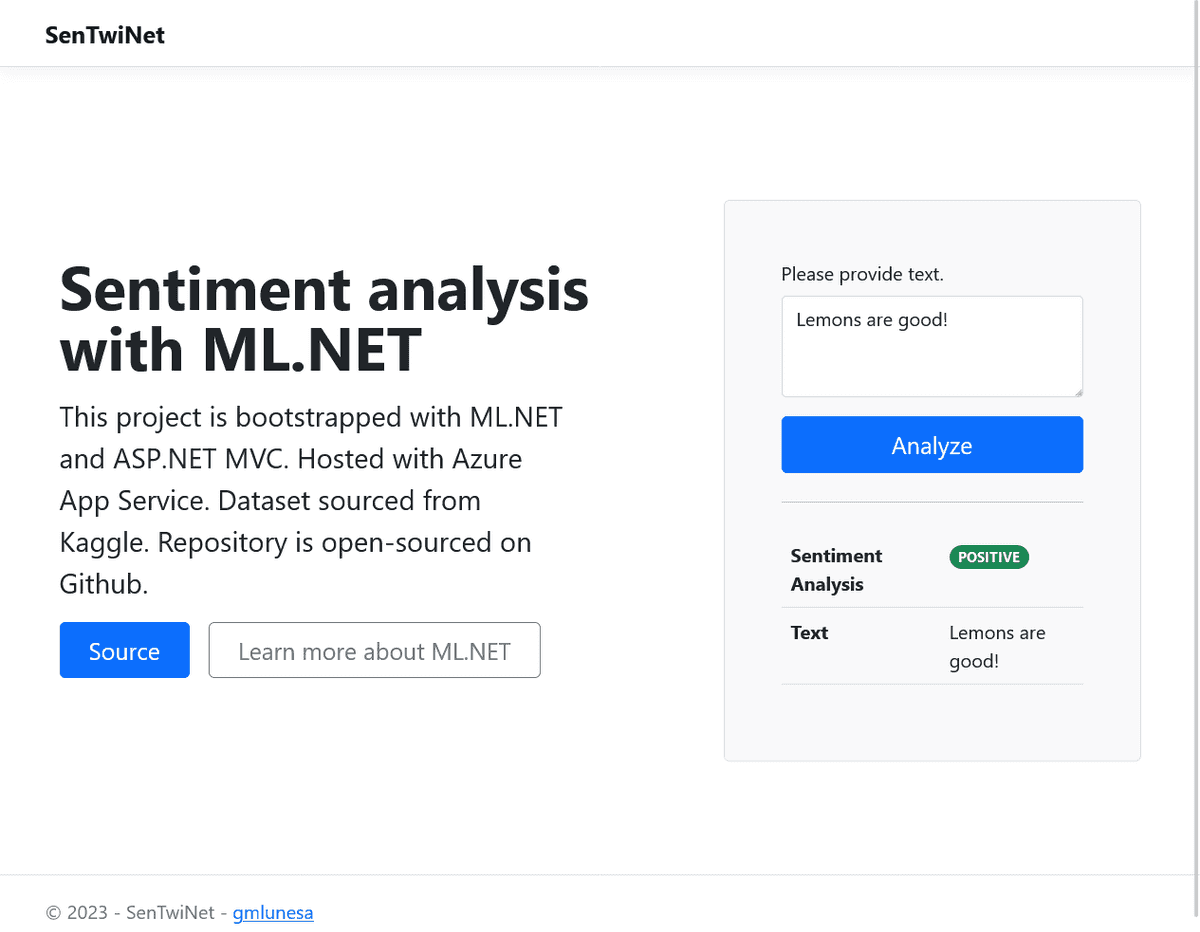 SenTwiNet
Sentiment analysis
with ML.NET
This project is bootstrapped with ML.NET
and ASP.NET MVC. Hosted with Azure
App Service. Dataset sourced from
Kaggle. Repository is open-sourced on
Github.
Source
Learn more about ML.NET
Please provide text.
Lemons are good!
Analyze
Sentiment
Analysis
POSITIVE
Text
Lemons are
good!
© 2023 - SenTwiNet - gmlunesa